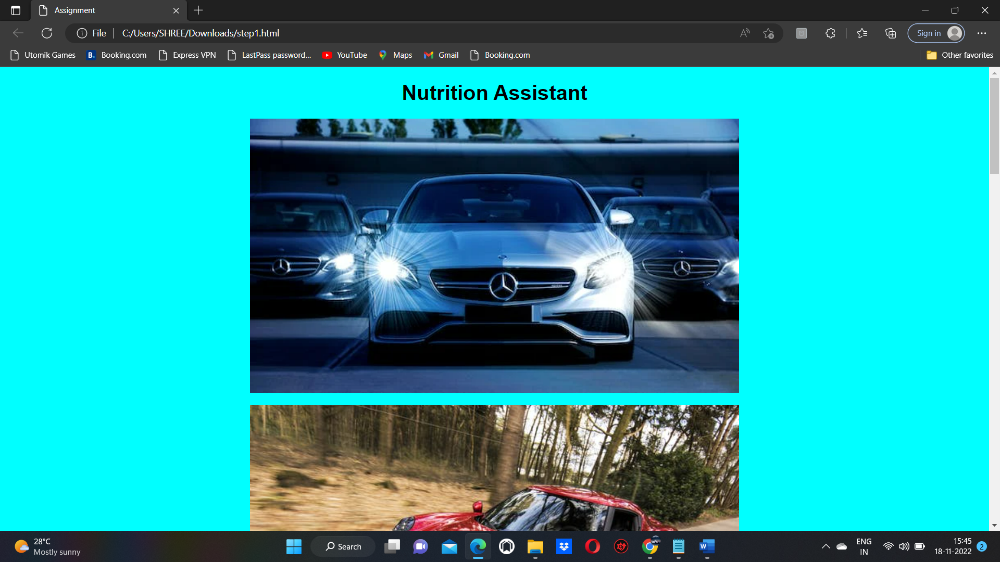 Assignment
File C:/Users/SHREE/Downloads/step1.html
Sign in
Utomik Games B. Booking.com Express VPN LastPass password... YouTube Maps Gmail Booking.com Other favorites
Nutrition Assistant
28°C
Mostly sunny
Search
ENG
IN
15:45
18-11-2022
2